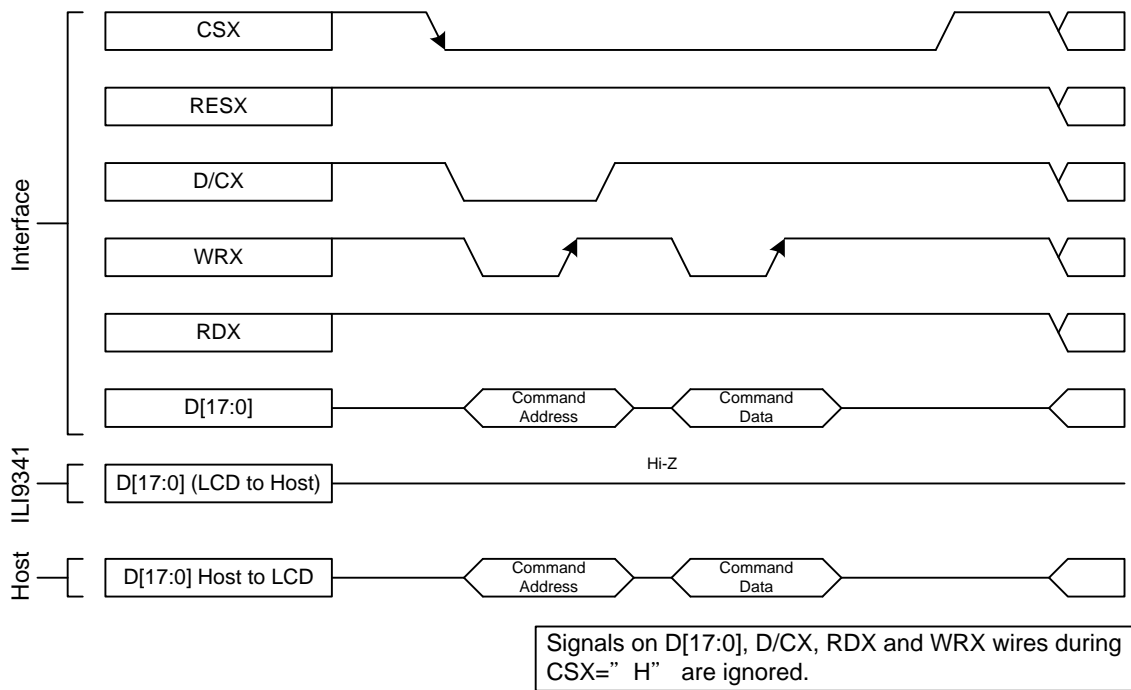 CSX
RESX
D/CX
WRX
RDX
D[17:0]
Command
Address
Command
Data
Interface
Hi-Z
D[17:0] (LCD to Host)
ILI9341
D[17:0] Host to LCD
Command
Address
Command
Data
Host
Signals on D[17:0], D/CX, RDX and WRX wires during
CSX=” H” are ignored.